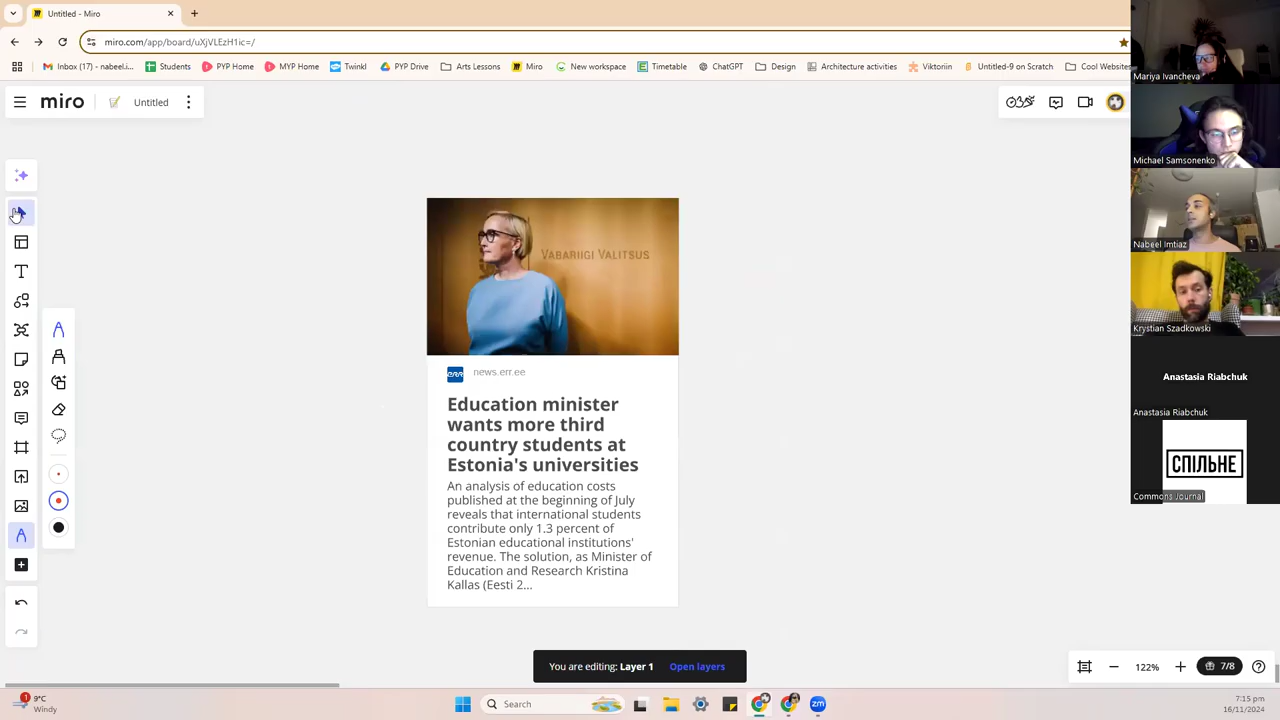 Untitled - Miro
miro.com/app/board/uXjVLEzH1ic=/
Inbox (17) - nabeel.i...
Students
PYP Home
MYP Home
Twinkl
PYP Drive
Arts Lessons
Miro
New workspace
Timetable
ChatGPT
Design
Architecture activities
Viktoriin
Untitled-9 on Scratch
Cool Websites
miro
Untitled
VABARIIGI VALITSUS
err
news.err.ee
Education minister
wants more third
country students at
Estonia's universities
An analysis of education costs
published at the beginning of July
reveals that international students
contribute only 1.3 percent of
Estonian educational institutions'
revenue. The solution, as Minister of
Education and Research Kristina
Kallas (Eesti 2...
You are editing: Layer 1
Open layers
122%
7/8
Mariya Ivancheva
Michael Samsonenko
Nabeel Imtiaz
Krystian Szadkowski
Anastasia Riabchuk
Anastasia Riabchuk
СПІЛЬНЕ
Commons Journal
1
9°C
Windy
Search
zm
7:15 pm
16/11/2024